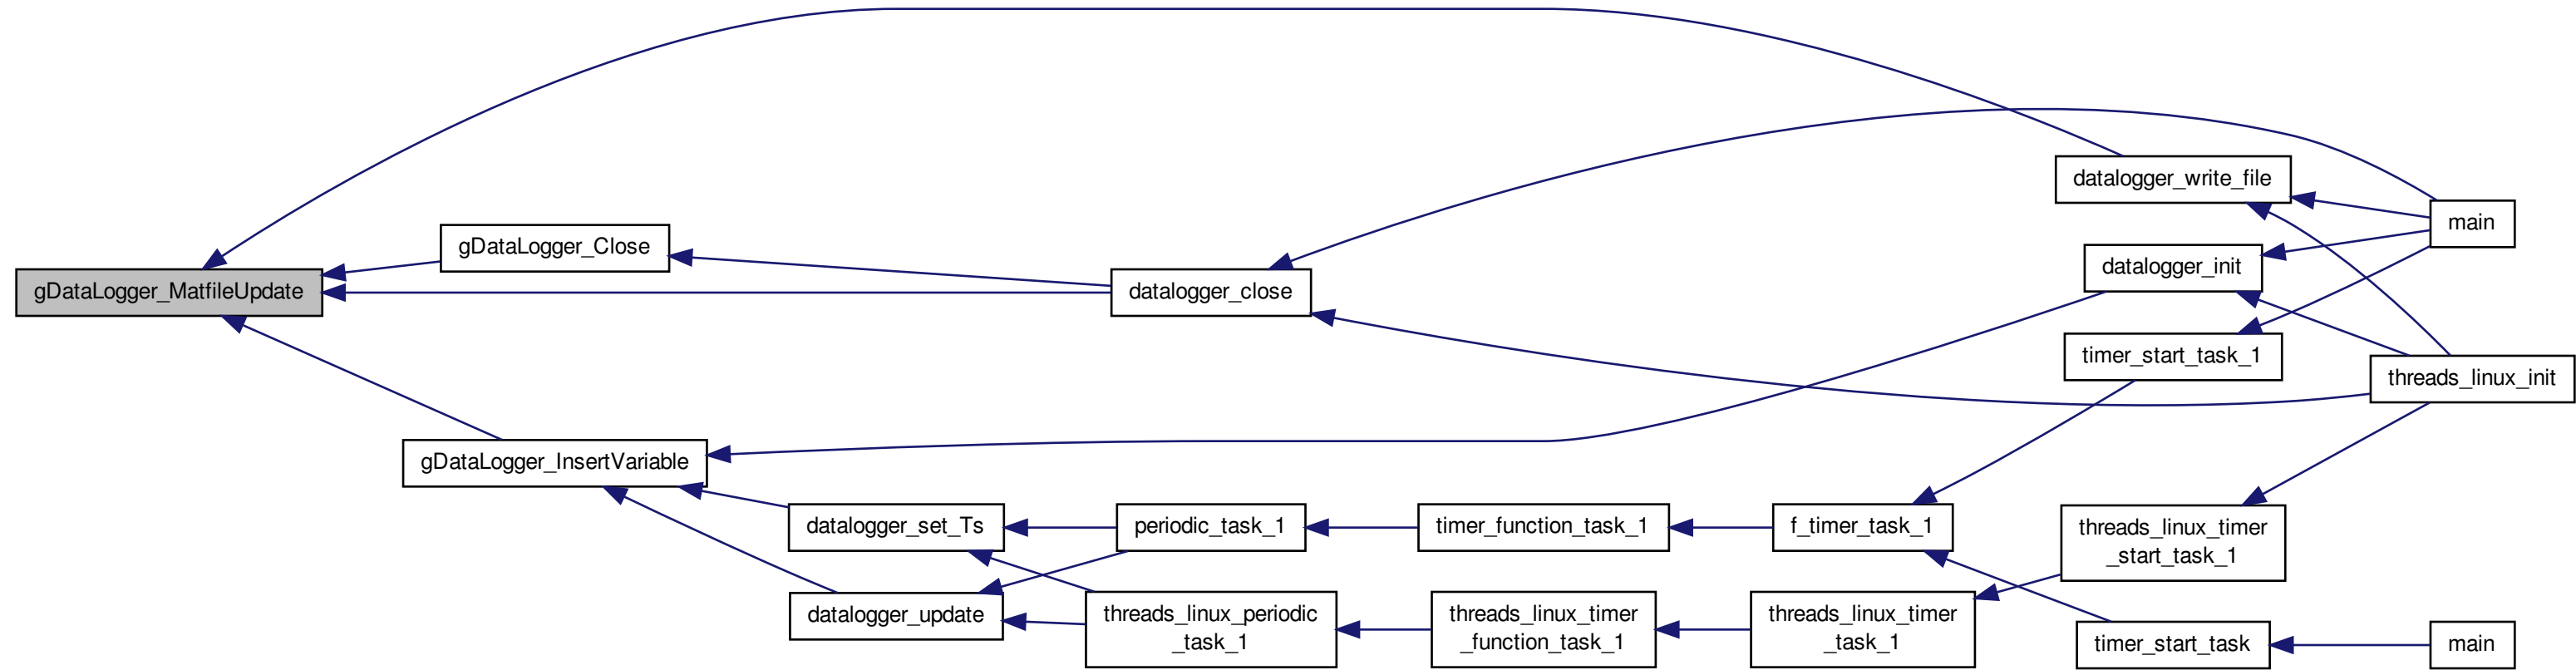 gDataLogger_MatfileUpdate
gDataLogger_Close
gDataLogger_InsertVariable
datalogger_set_Ts
datalogger_update
datalogger_close
periodic_task_1
threads_linux_periodic
_task_1
timer_function_task_1
threads_linux_timer
_function_task_1
f_timer_task_1
threads_linux_timer
_task_1
datalogger_write_file
datalogger_init
timer_start_task_1
threads_linux_timer
_start_task_1
timer_start_task
main
threads_linux_init
main